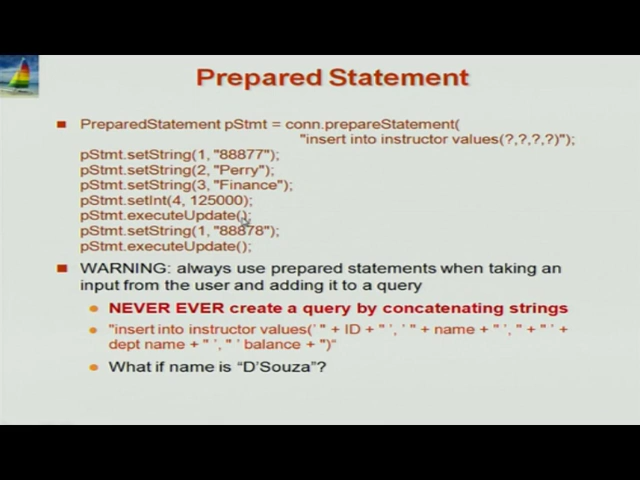 Prepared Statement
PreparedStatement pStmt = conn.prepareStatement(
"insert into instructor values(?,?,?,?)");
pStmt.setString(1, "88877");
pStmt.setString(2, "Perry");
pStmt.setString(3, "Finance");
pStmt.setInt(4, 125000);
pStmt.executeUpdate();
pStmt.setString(1, "88878");
pStmt.executeUpdate();
WARNING: always use prepared statements when taking an
input from the user and adding it to a query
NEVER EVER create a query by concatenating strings
"insert into instructor values(' " + ID + " ', ' " + name + " ', " + " ' +
dept name + " ', " ' balance + ")“
What if name is “D’Souza”?